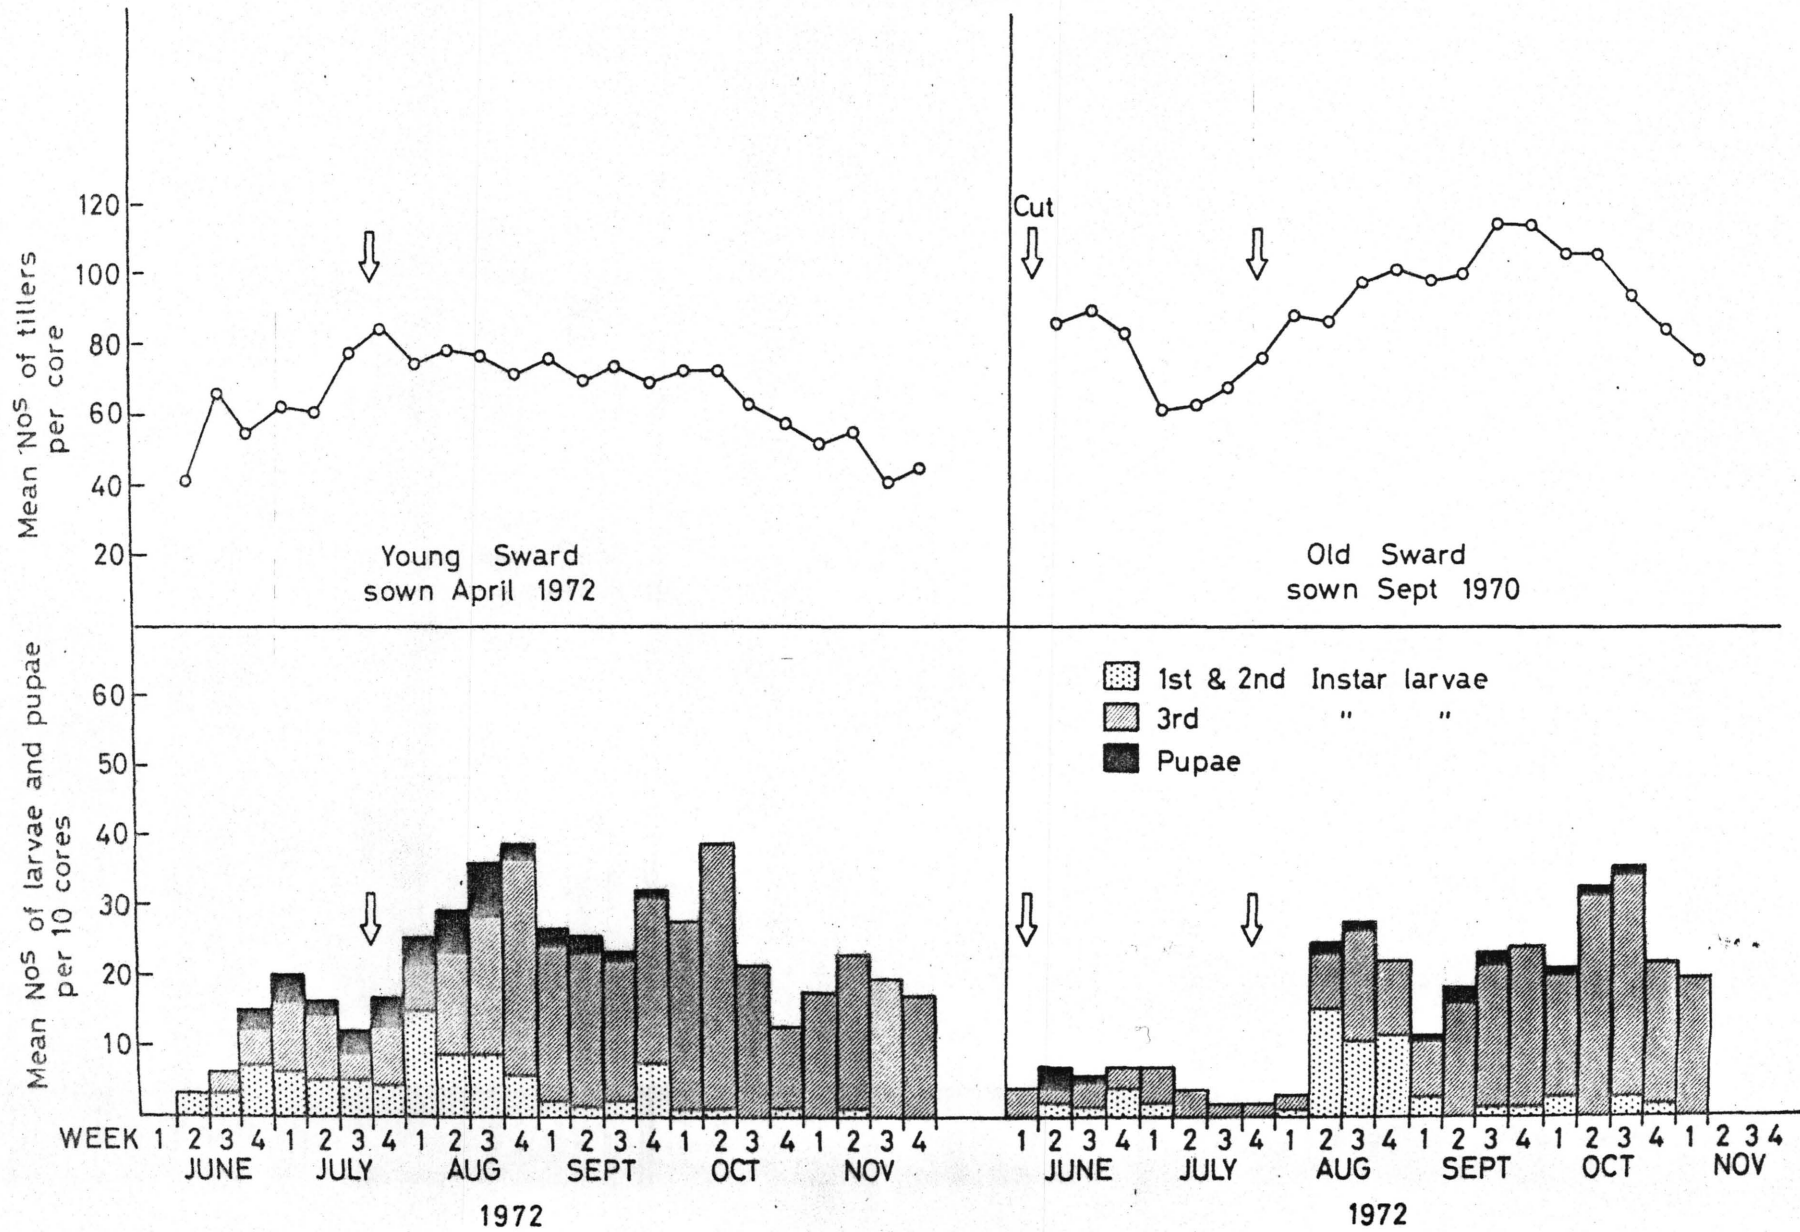 Mean Nos of tillers
per core
120
100
80
60
40
20
Young Sward
sown April 1972
Cut
Old Sward
sown Sept 1970
Mean Nos of larvae and pupae
per 10 cores
60
50
40
30
20
10
1st & 2nd Instar larvae
3rd " "
Pupae
WEEK 1 2 3 4 1 2 3 4 1 2 3 4 1 2 3 4 1 2 3 4 1 2 3 4
JUNE JULY AUG SEPT OCT NOV
1972
1 2 3 4 1 2 3 4 1 2 3 4 1 2 3 4 1 2 3 4 1 2 3 4
JUNE JULY AUG SEPT OCT NOV
1972